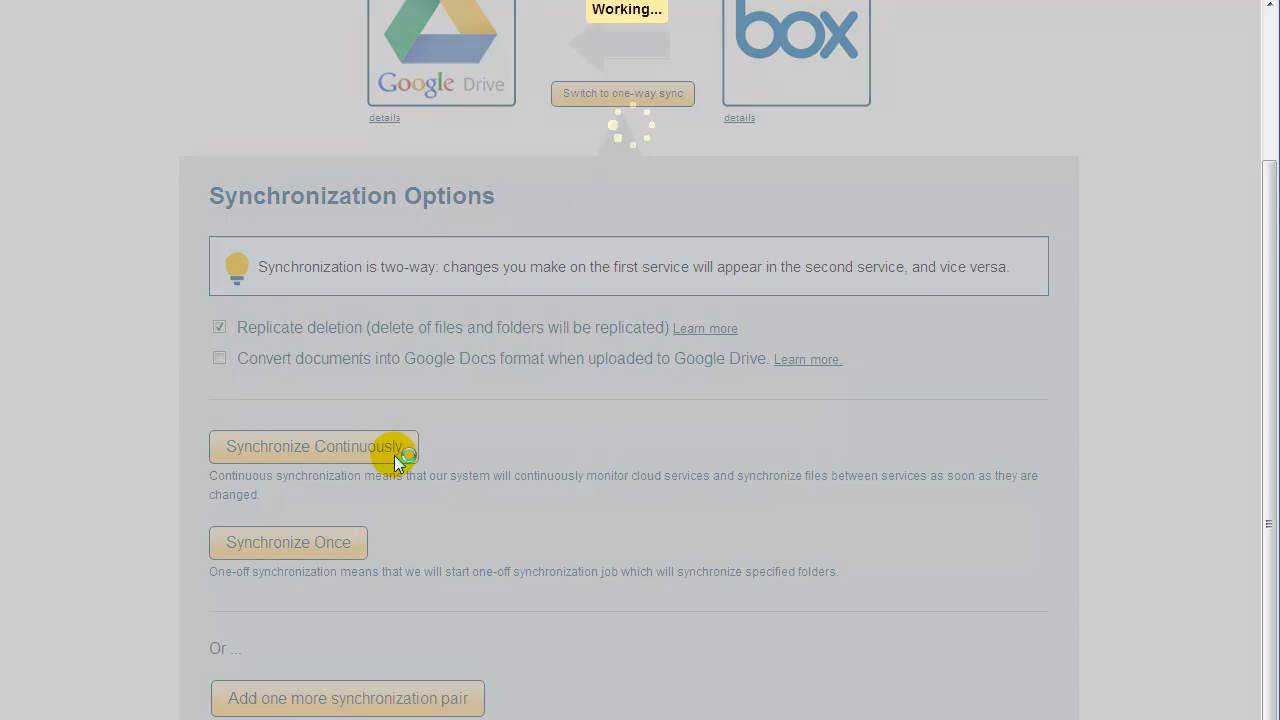 Working...
Google Drive
box
Switch to one-way sync
details
details
Synchronization Options
Synchronization is two-way: changes you make on the first service will appear in the second service, and vice versa.
Replicate deletion (delete of files and folders will be replicated) Learn more
Convert documents into Google Docs format when uploaded to Google Drive. Learn more.
Synchronize Continuously
Continuous synchronization means that our system will continuously monitor cloud services and synchronize files between services as soon as they are
changed.
Synchronize Once
One-off synchronization means that we will start one-off synchronization job which will synchronize specified folders.
Or ...
Add one more synchronization pair